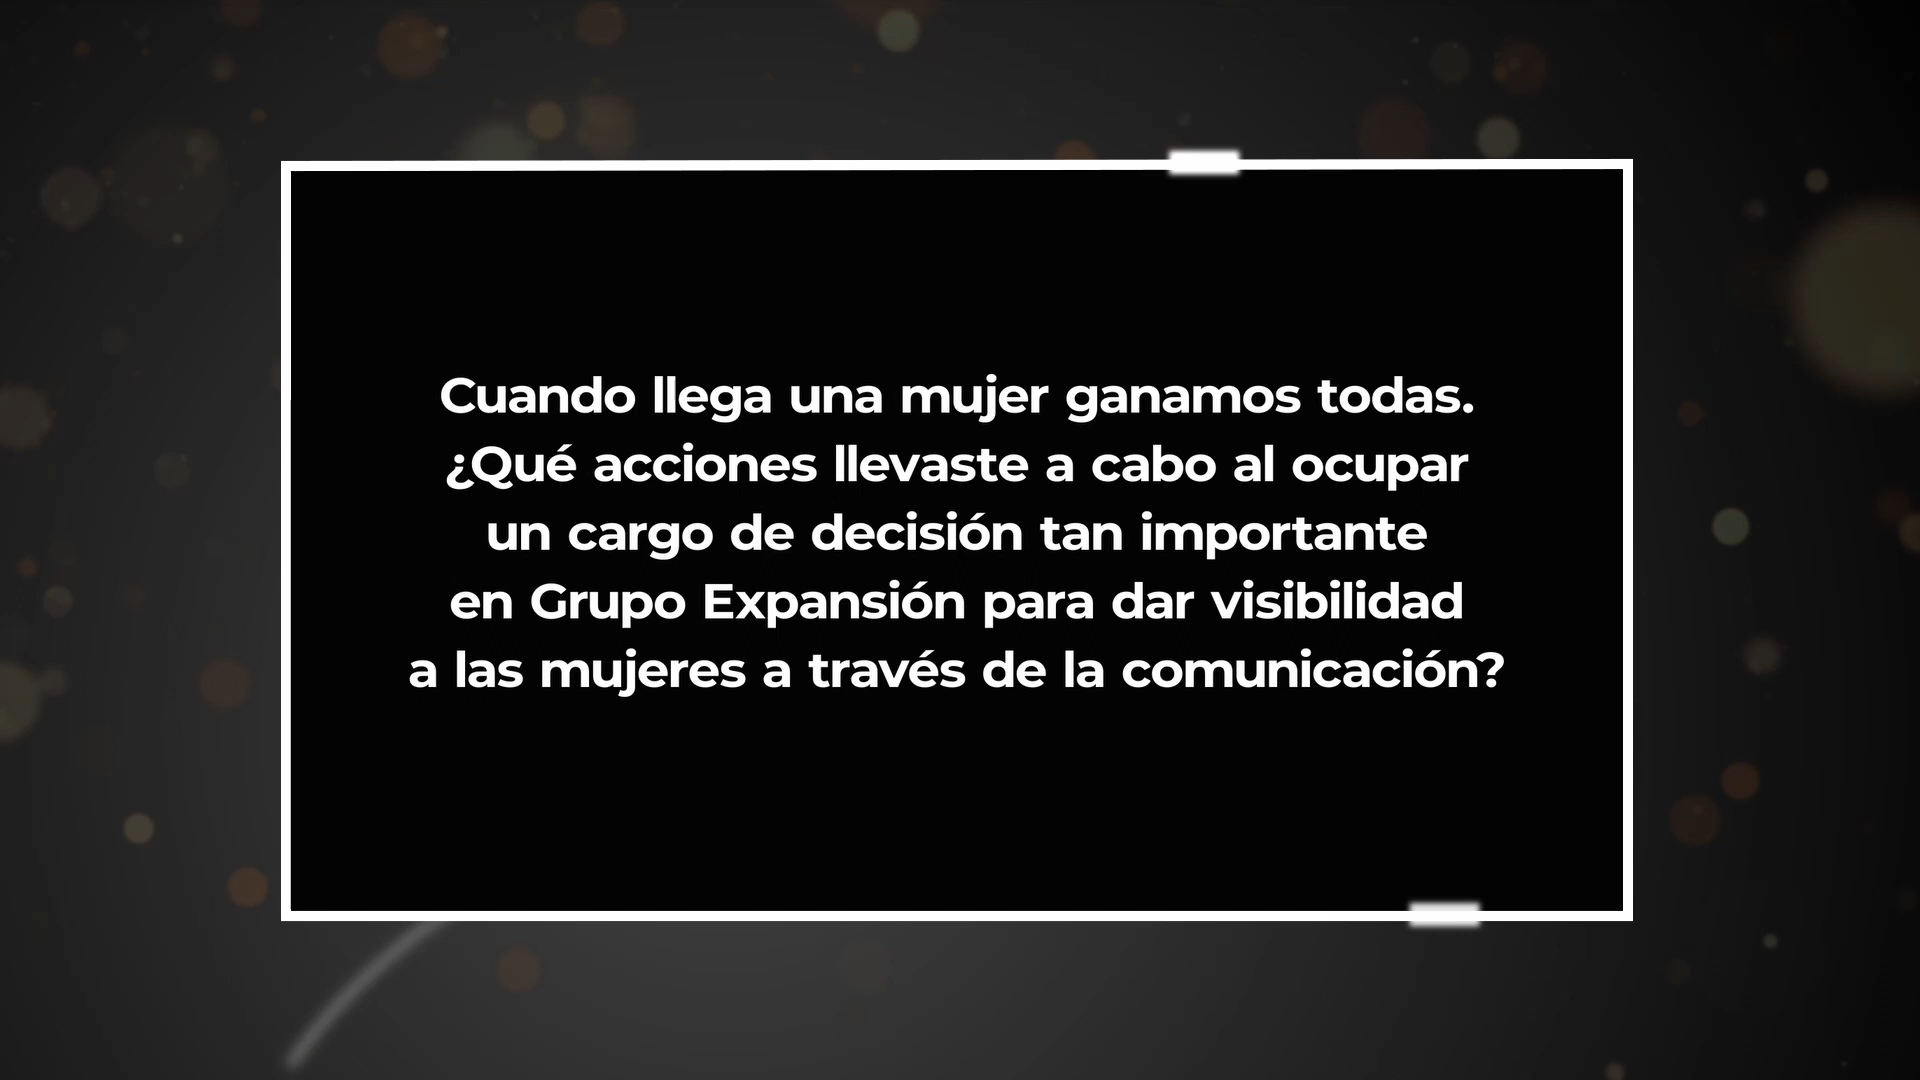 Cuando llega una mujer ganamos todas.
¿Qué acciones llevaste a cabo al ocupar
un cargo de decisión tan importante
en Grupo Expansión para dar visibilidad
a las mujeres a través de la comunicación?